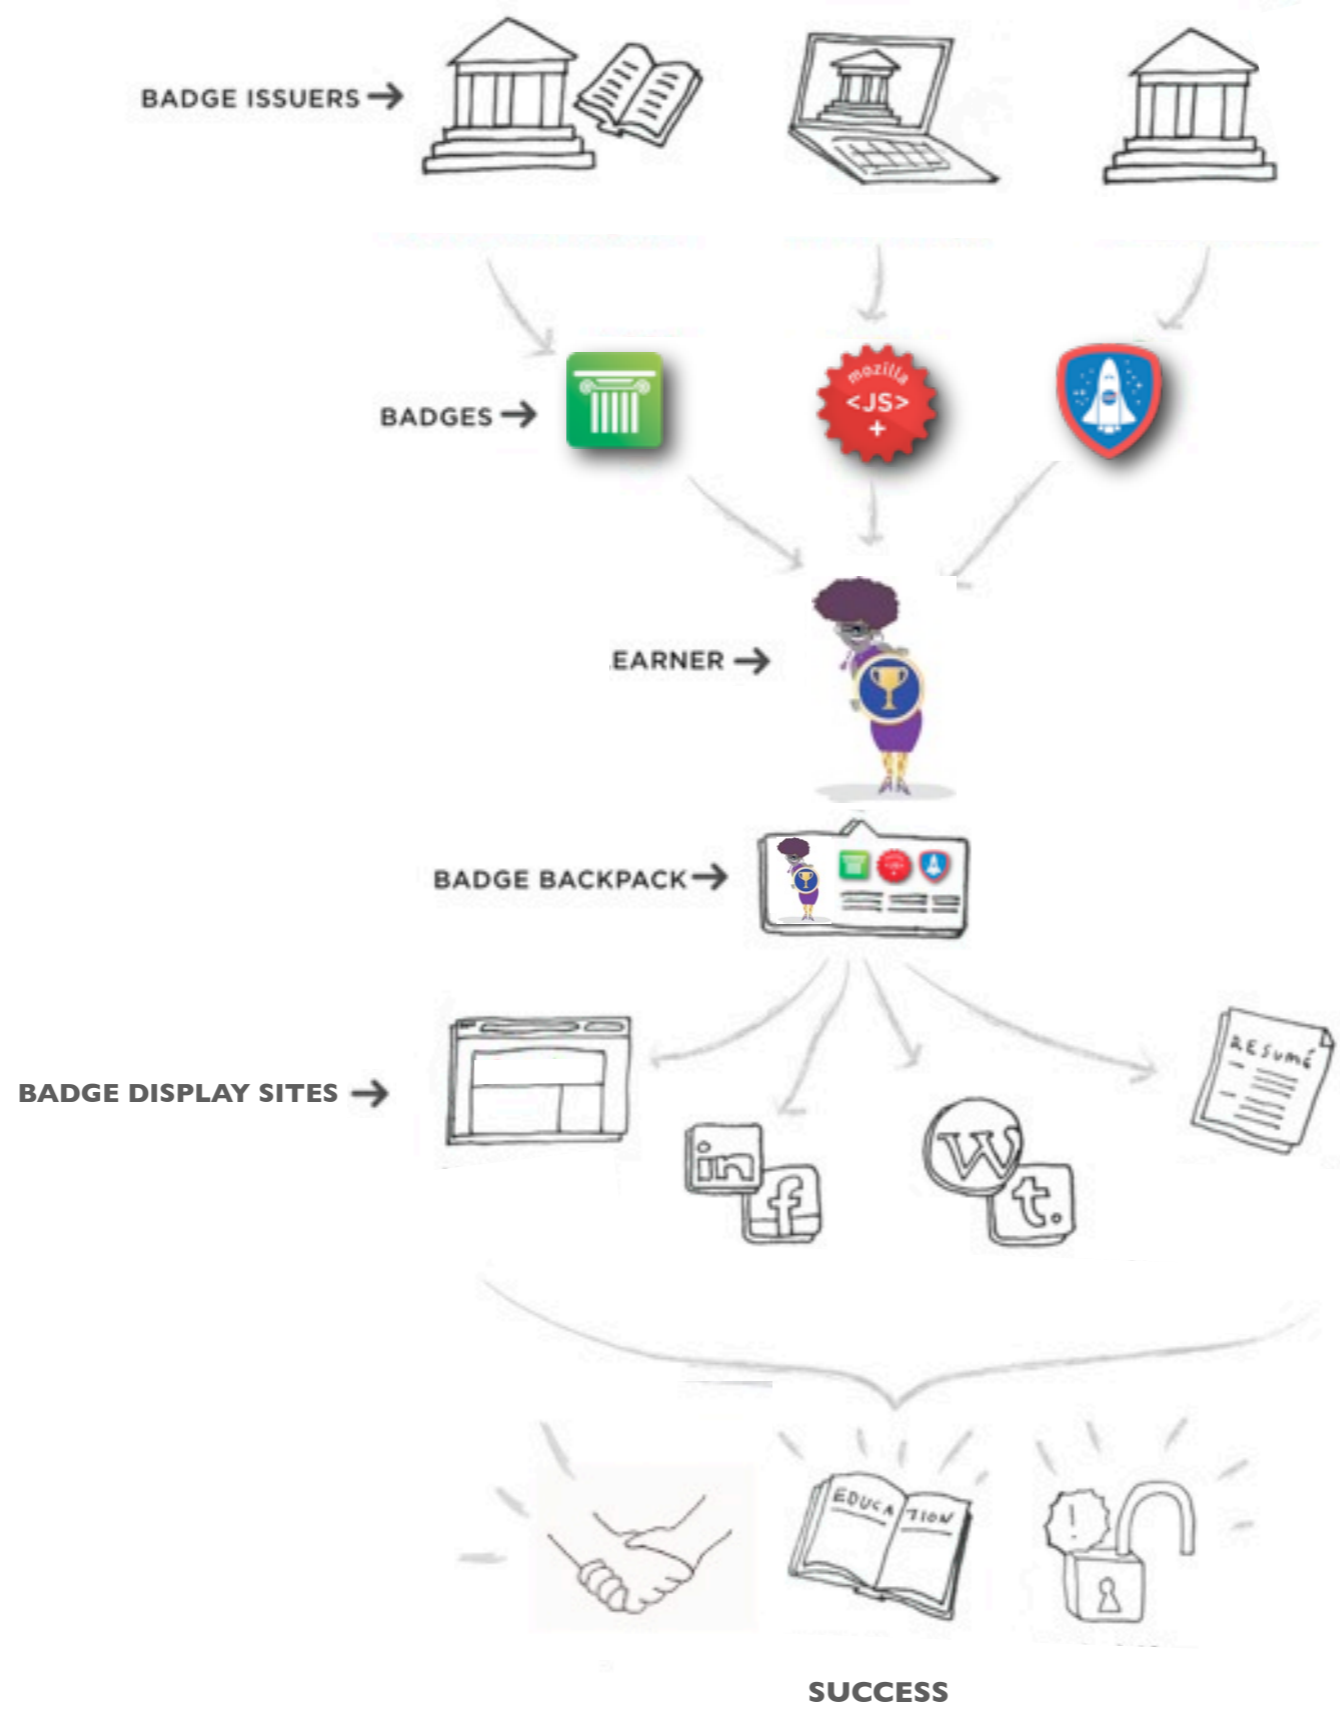 BADGE ISSUERS →
BADGES →
mozilla
<JS>
+
EARNER →
BADGE BACKPACK →
BADGE DISPLAY SITES →
RESUMÉ
in
f
W
t.
EDUCATION
!
SUCCESS